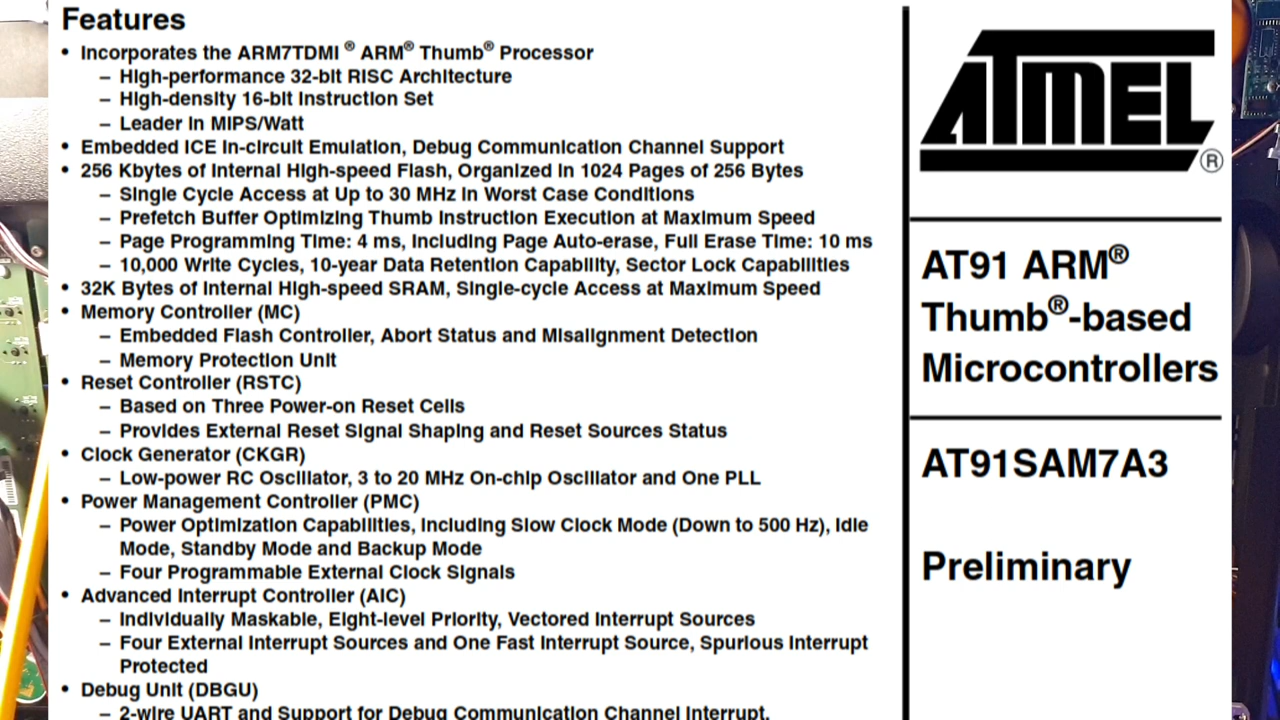 Features
• Incorporates the ARM7TDMI ® ARM® Thumb® Processor
– High-performance 32-bit RISC Architecture
– High-density 16-bit Instruction Set
– Leader in MIPS/Watt
• Embedded ICE In-circuit Emulation, Debug Communication Channel Support
• 256 Kbytes of Internal High-speed Flash, Organized in 1024 Pages of 256 Bytes
– Single Cycle Access at Up to 30 MHz in Worst Case Conditions
– Prefetch Buffer Optimizing Thumb Instruction Execution at Maximum Speed
– Page Programming Time: 4 ms, Including Page Auto-erase, Full Erase Time: 10 ms
– 10,000 Write Cycles, 10-year Data Retention Capability, Sector Lock Capabilities
• 32K Bytes of Internal High-speed SRAM, Single-cycle Access at Maximum Speed
• Memory Controller (MC)
– Embedded Flash Controller, Abort Status and Misalignment Detection
– Memory Protection Unit
• Reset Controller (RSTC)
– Based on Three Power-on Reset Cells
– Provides External Reset Signal Shaping and Reset Sources Status
• Clock Generator (CKGR)
– Low-power RC Oscillator, 3 to 20 MHz On-chip Oscillator and One PLL
• Power Management Controller (PMC)
– Power Optimization Capabilities, Including Slow Clock Mode (Down to 500 Hz), Idle
Mode, Standby Mode and Backup Mode
– Four Programmable External Clock Signals
• Advanced Interrupt Controller (AIC)
– Individually Maskable, Eight-level Priority, Vectored Interrupt Sources
– Four External Interrupt Sources and One Fast Interrupt Source, Spurious Interrupt
Protected
• Debug Unit (DBGU)
– 2-wire UART and Support for Debug Communication Channel Interrupt,
ATMEL®
AT91 ARM®
Thumb®-based
Microcontrollers
AT91SAM7A3
Preliminary